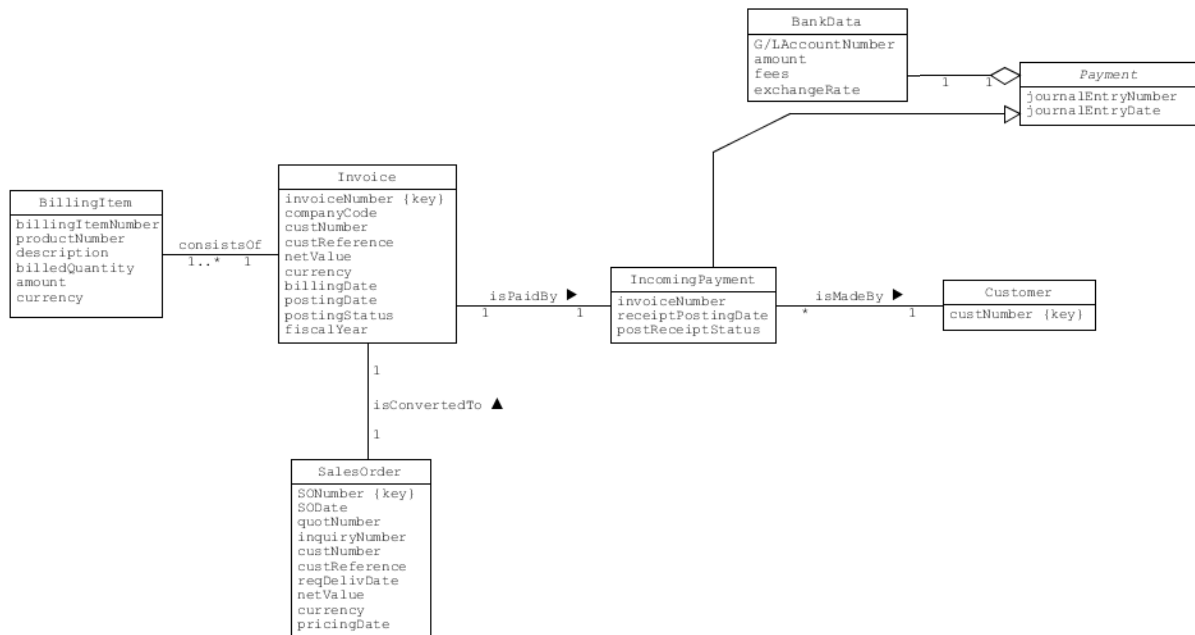 BankData
G/LAccountNumber
amount
fees
exchangeRate
1 1
Payment
journalEntryNumber
journalEntryDate
Invoice
invoiceNumber {key}
companyCode
custNumber
custReference
netValue
currency
billingDate
postingDate
postingStatus
fiscalYear
BillingItem
billingItemNumber
productNumber
description
billedQuantity
amount
currency
consistsOf
1..* 1
isPaidBy ▶
1 1
IncomingPayment
invoiceNumber
receiptPostingDate
postReceiptStatus
isMadeBy ▶
* 1
Customer
custNumber {key}
1
isConvertedTo ▲
1
SalesOrder
SONumber {key}
SODate
quotNumber
inquiryNumber
custNumber
custReference
reqDelivDate
netValue
currency
pricingDate